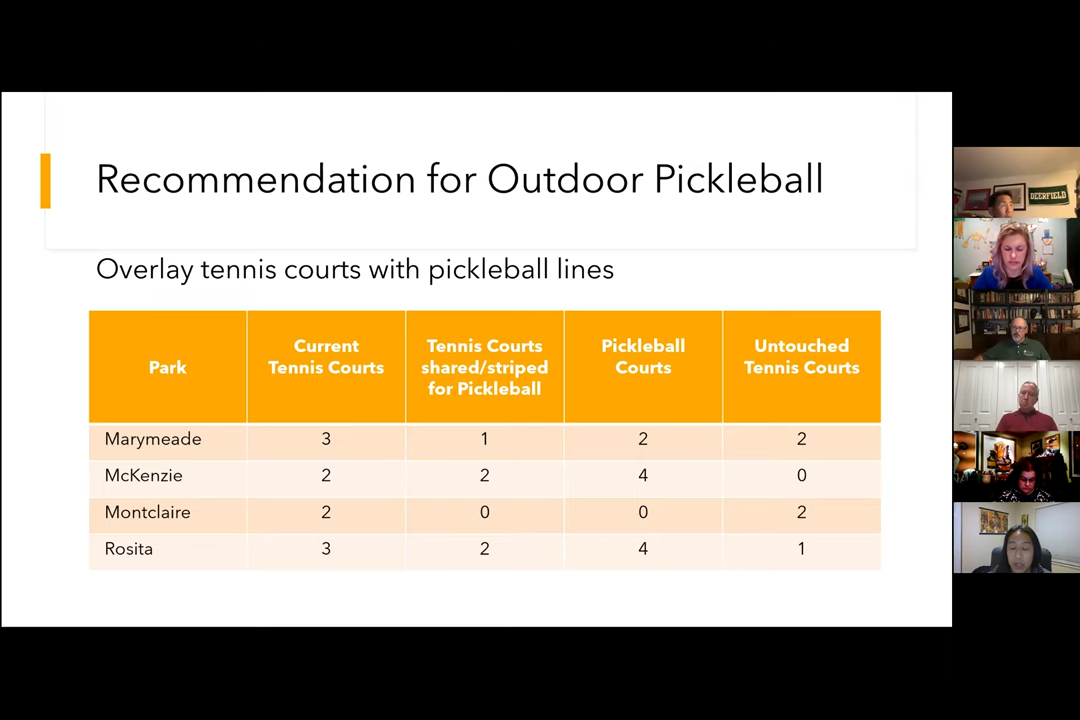 Recommendation for Outdoor Pickleball
Overlay tennis courts with pickleball lines
Park
Current
Tennis Courts
Tennis Courts
shared/striped
for Pickleball
Pickleball
Courts
Untouched
Tennis Courts
Marymeade 3 1 2 2
McKenzie 2 2 4 0
Montclaire 2 0 0 2
Rosita 3 2 4 1
DEERFIELD